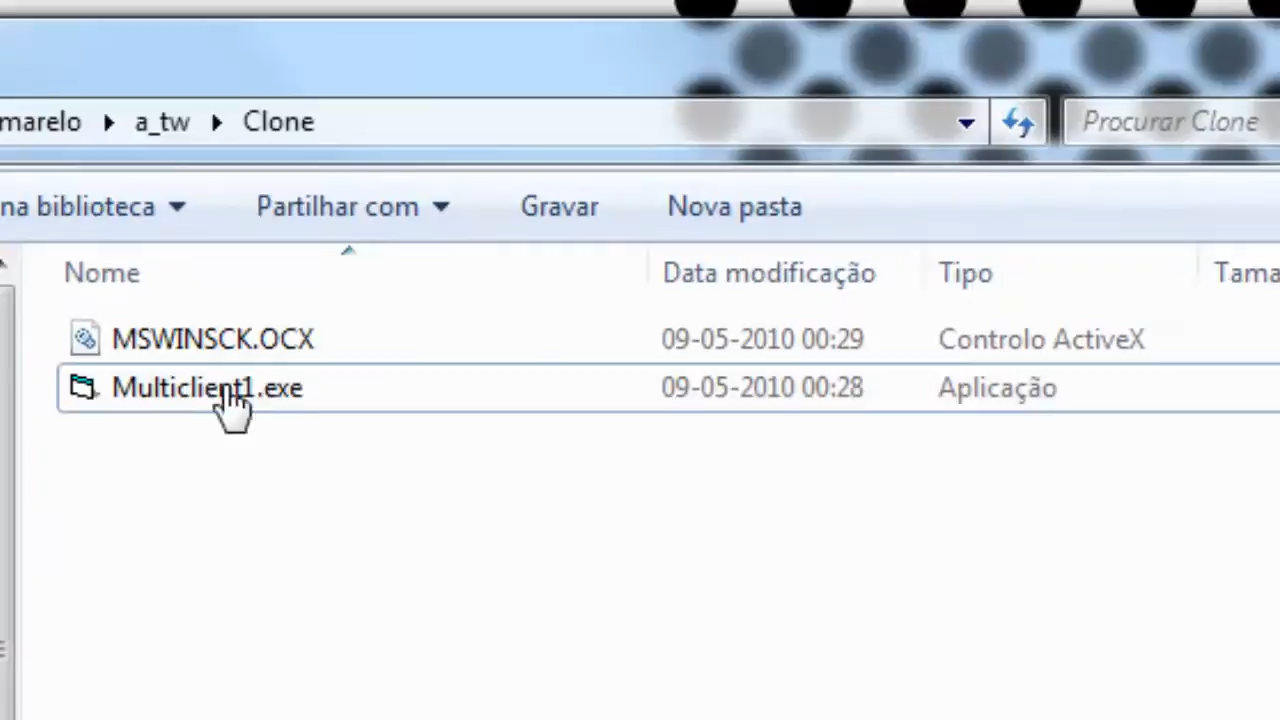 marelo a_tw Clone Procurar Clone
na biblioteca Partilhar com Gravar Nova pasta
Nome Data modificação Tipo Tama
MSWINSCK.OCX 09-05-2010 00:29 Controlo ActiveX
Multiclient1.exe 09-05-2010 00:28 Aplicação